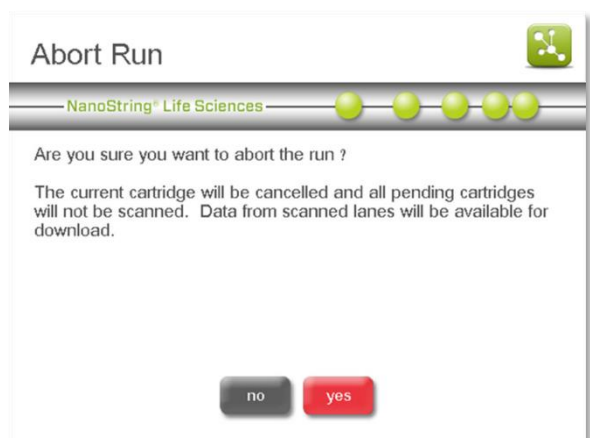 Abort Run
NanoString® Life Sciences
Are you sure you want to abort the run ?
The current cartridge will be cancelled and all pending cartridges
will not be scanned.  Data from scanned lanes will be available for
download.
no yes